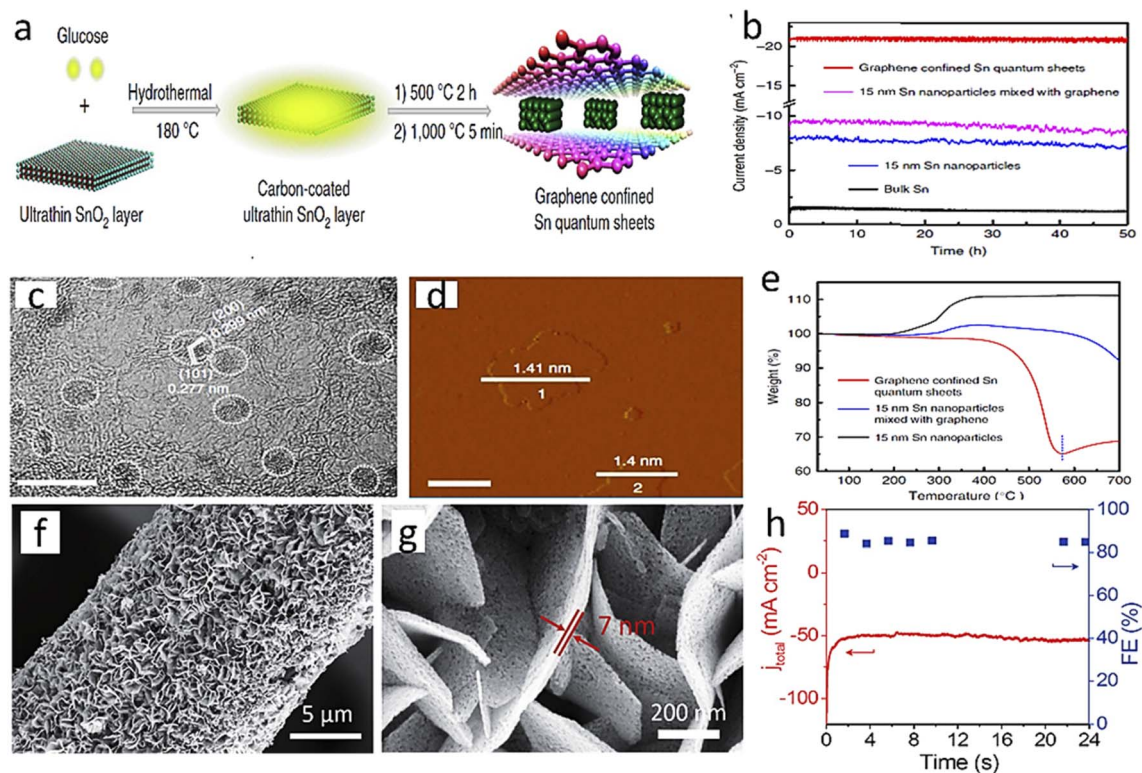 a
Glucose
+
Ultrathin SnO₂ layer
Hydrothermal
180 °C
Carbon-coated
ultrathin SnO₂ layer
1) 500 °C 2 h
2) 1,000 °C 5 min
Graphene confined
Sn quantum sheets
b
Current density (mA cm⁻²)
−20
−15
−10
−5
0
Graphene confined Sn quantum sheets
15 nm Sn nanoparticles mixed with graphene
15 nm Sn nanoparticles
Bulk Sn
0 10 20 30 40 50
Time (h)
c
(200)
(101)
0.277 nm
d
1.41 nm
1
1.4 nm
2
e
Weight (%)
110
100
90
80
70
60
Graphene confined Sn
quantum sheets
15 nm Sn nanoparticles
mixed with graphene
15 nm Sn nanoparticles
100 200 300 400 500 600 700
Temperature (°C)
f
5 µm
g
7 nm
200 nm
h
j total (mA cm⁻²)
50
25
0
-25
-50
-75
-100
FE (%)
100
80
60
40
20
0
0 4 8 12 16 20 24
Time (s)